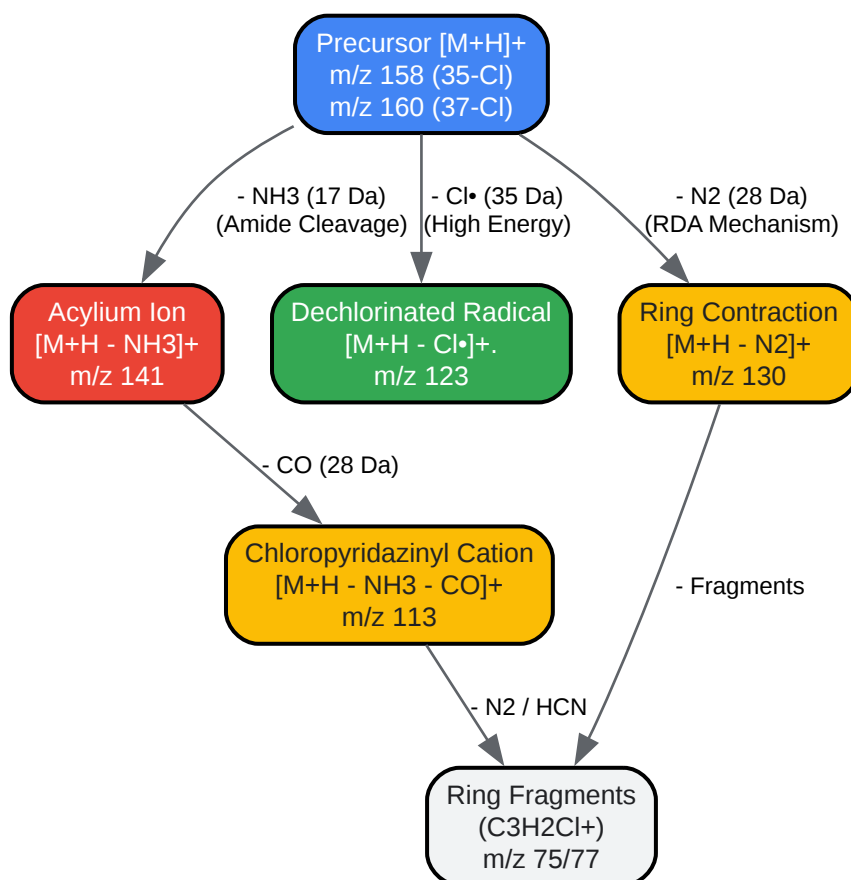 Precursor [M+H]+
m/z 158 (35-Cl)
m/z 160 (37-Cl)
- NH3 (17 Da)
(Amide Cleavage)
- Cl• (35 Da)
(High Energy)
- N2 (28 Da)
(RDA Mechanism)
Acylium Ion
[M+H - NH3]+
m/z 141
Dechlorinated Radical
[M+H - Cl•]+.
m/z 123
Ring Contraction
[M+H - N2]+
m/z 130
- CO (28 Da)
Chloropyridazinyl Cation
[M+H - NH3 - CO]+
m/z 113
- Fragments
- N2 / HCN
Ring Fragments
(C3H2Cl+)
m/z 75/77